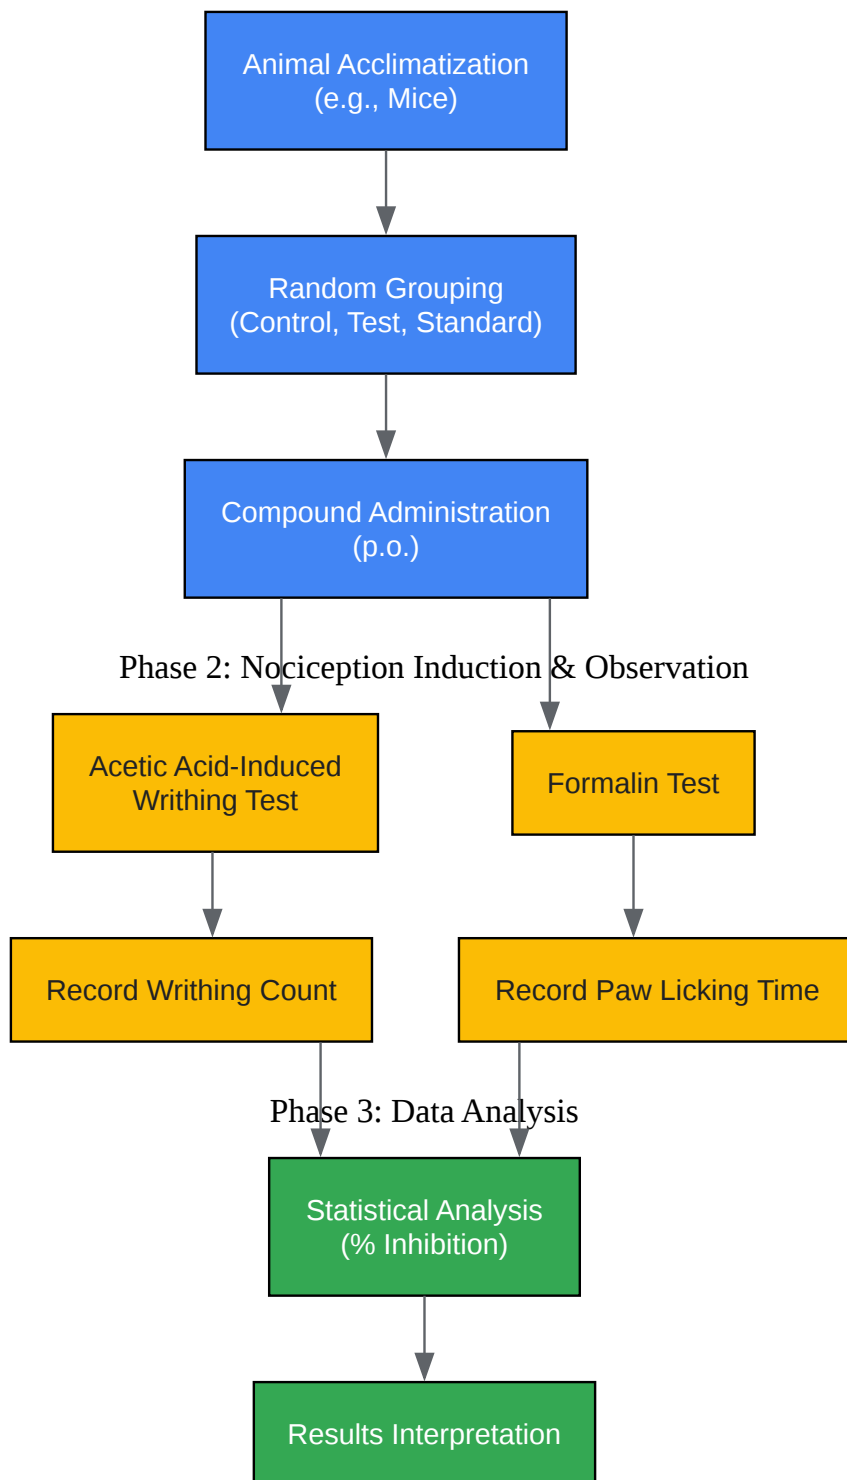 Animal Acclimatization
(e.g., Mice)
Random Grouping
(Control, Test, Standard)
Compound Administration
(p.o.)
Phase 2: Nociception Induction & Observation
Acetic Acid-Induced
Writhing Test
Formalin Test
Record Writhing Count
Record Paw Licking Time
Phase 3: Data Analysis
Statistical Analysis
(% Inhibition)
Results Interpretation